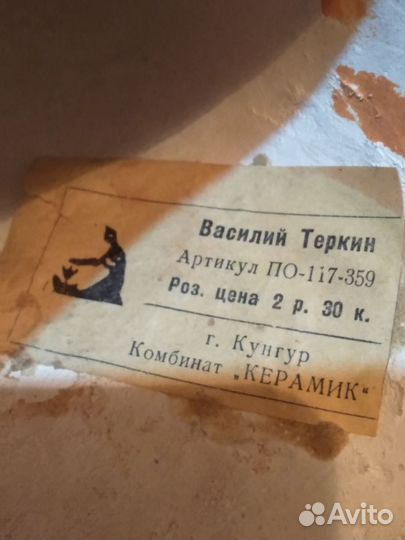 Василий Теркин
Артикул ПО-117-359
Роз. цена 2 р. 30 к.
г. Кунгур
Комбинат „КЕРАМИК“
Avito